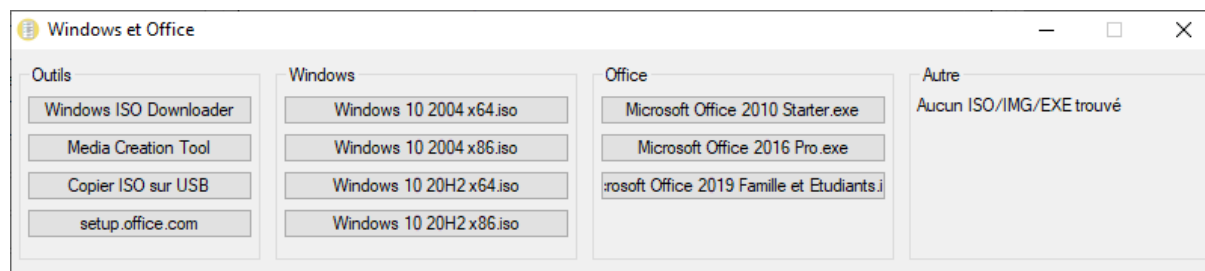 Windows et Office
Outils
Windows ISO Downloader
Media Creation Tool
Copier ISO sur USB
setup.office.com
Windows
Windows 10 2004 x64.iso
Windows 10 2004 x86.iso
Windows 10 20H2 x64.iso
Windows 10 20H2 x86.iso
Office
Microsoft Office 2010 Starter.exe
Microsoft Office 2016 Pro.exe
rosoft Office 2019 Famille et Etudiants.i
Autre
Aucun ISO/IMG/EXE trouvé